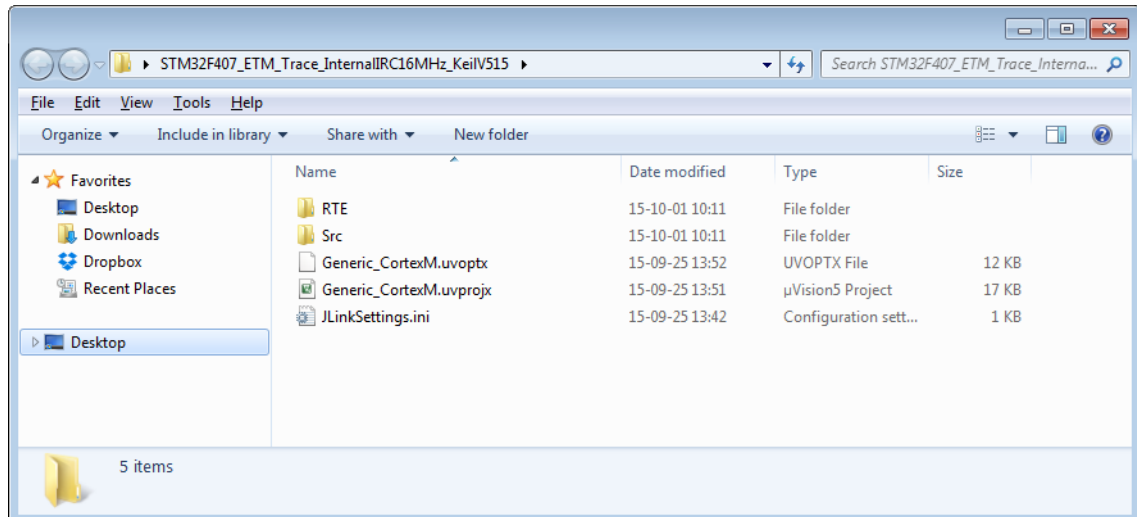 STM32F407_ETM_Trace_InternalIRC16MHz_KeilV515
Search STM32F407_ETM_Trace_Interna...
File Edit View Tools Help
Organize Include in library Share with New folder
Name Date modified Type Size
Favorites
Desktop
Downloads
Dropbox
Recent Places
Desktop
RTE 15-10-01 10:11 File folder
Src 15-10-01 10:11 File folder
Generic_CortexM.uvoptx 15-09-25 13:52 UVOPTX File 12 KB
Generic_CortexM.uvprojx 15-09-25 13:51 µVision5 Project 17 KB
JLinkSettings.ini 15-09-25 13:42 Configuration sett... 1 KB
5 items